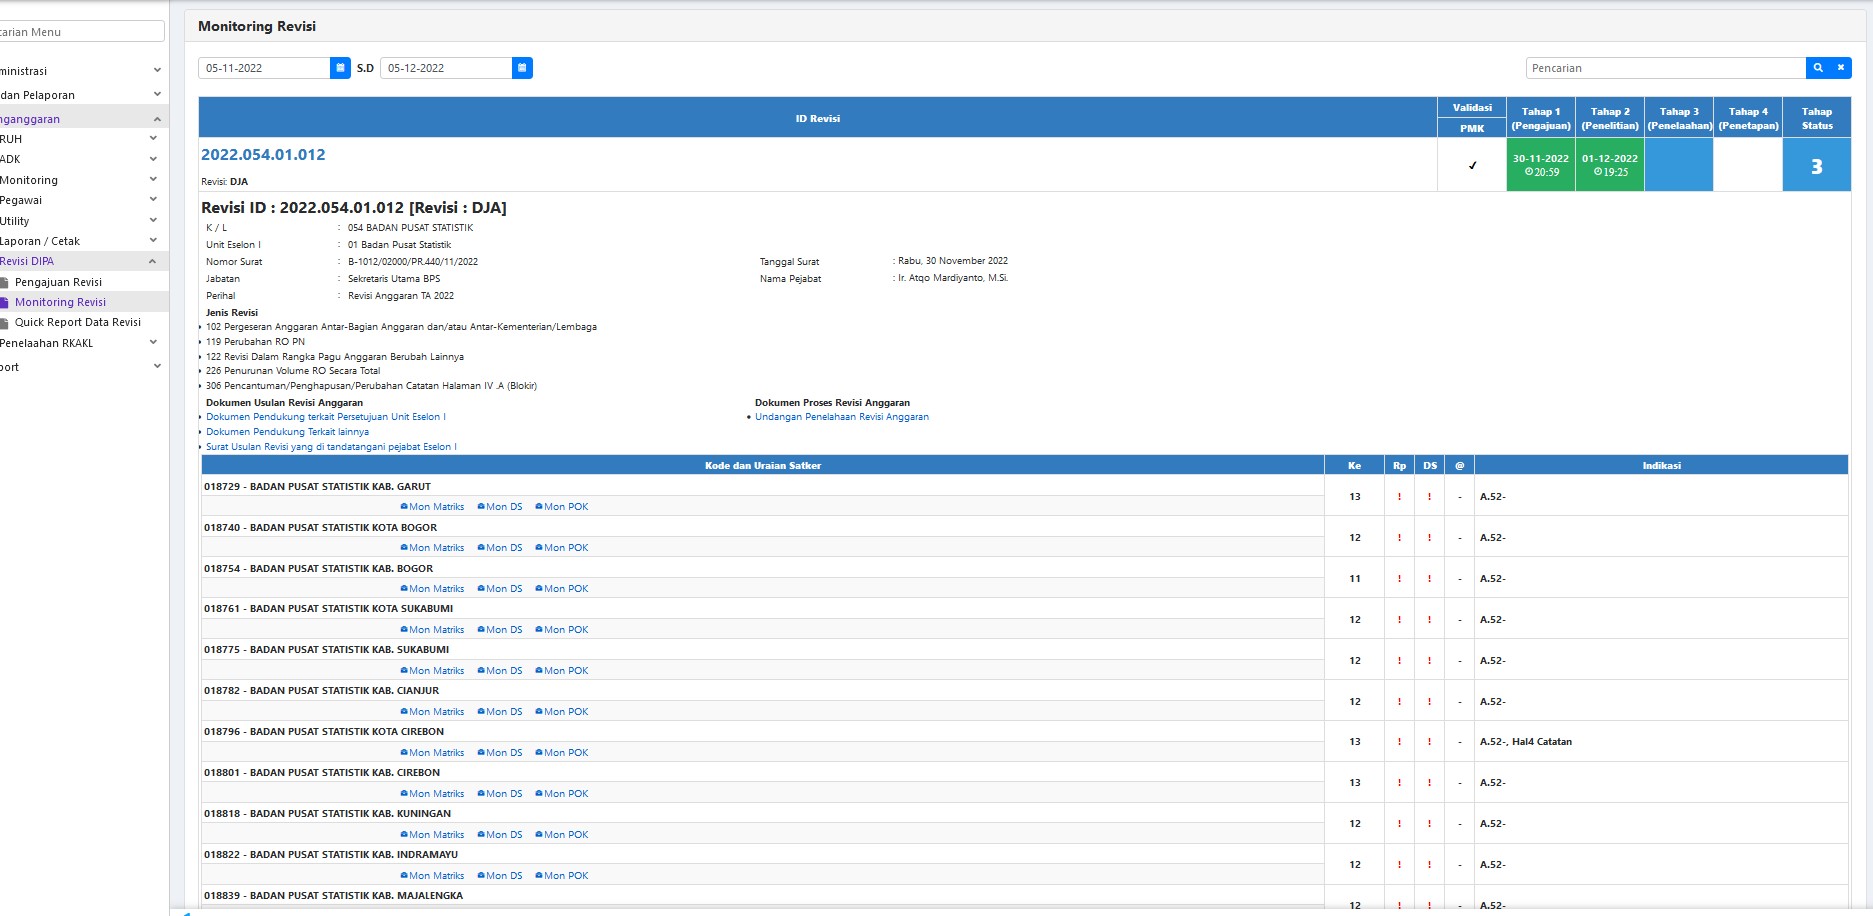 Monitoring Revisi
arian Menu
ministrasi
dan Pelaporan
nganggaran
RUH
ADK
Monitoring
Pegawai
Utility
Laporan / Cetak
Revisi DIPA
Pengajuan Revisi
Monitoring Revisi
Quick Report Data Revisi
Penelaahan RKAKL
port
05-11-2022 S.D 05-12-2022 Pencarian
ID Revisi Validasi PMK Tahap 1 (Pengajuan) Tahap 2 (Penelitian) Tahap 3 (Penelaahan) Tahap 4 (Penetapan) Tahap Status
2022.054.01.012
Revisi: DJA
✓ 30-11-2022 20:59 01-12-2022 19:25 3
Revisi ID : 2022.054.01.012 [Revisi : DJA]
K / L : 054 BADAN PUSAT STATISTIK
Unit Eselon I : 01 Badan Pusat Statistik
Nomor Surat : B-1012/02000/PR.440/11/2022 Tanggal Surat : Rabu, 30 November 2022
Jabatan : Sekretaris Utama BPS Nama Pejabat : Ir. Atqo Mardiyanto, M.Si.
Perihal : Revisi Anggaran TA 2022
Jenis Revisi
• 102 Pergeseran Anggaran Antar-Bagian Anggaran dan/atau Antar-Kementerian/Lembaga
• 119 Perubahan RO PN
• 122 Revisi Dalam Rangka Pagu Anggaran Berubah Lainnya
• 226 Penurunan Volume RO Secara Total
• 306 Pencantuman/Penghapusan/Perubahan Catatan Halaman IV .A (Blokir)
Dokumen Usulan Revisi Anggaran Dokumen Proses Revisi Anggaran
• Dokumen Pendukung terkait Persetujuan Unit Eselon I • Undangan Penelahaan Revisi Anggaran
• Dokumen Pendukung Terkait lainnya
• Surat Usulan Revisi yang di tandatangani pejabat Eselon I
Kode dan Uraian Satker Ke Rp DS @ Indikasi
018729 - BADAN PUSAT STATISTIK KAB. GARUT
Mon Matriks Mon DS Mon POK 13 ! ! - A.52-
018740 - BADAN PUSAT STATISTIK KOTA BOGOR
Mon Matriks Mon DS Mon POK 12 ! ! - A.52-
018754 - BADAN PUSAT STATISTIK KAB. BOGOR
Mon Matriks Mon DS Mon POK 11 ! ! - A.52-
018761 - BADAN PUSAT STATISTIK KOTA SUKABUMI
Mon Matriks Mon DS Mon POK 12 ! ! - A.52-
018775 - BADAN PUSAT STATISTIK KAB. SUKABUMI
Mon Matriks Mon DS Mon POK 12 ! ! - A.52-
018782 - BADAN PUSAT STATISTIK KAB. CIANJUR
Mon Matriks Mon DS Mon POK 12 ! ! - A.52-
018796 - BADAN PUSAT STATISTIK KOTA CIREBON
Mon Matriks Mon DS Mon POK 13 ! ! - A.52-, Hal4 Catatan
018801 - BADAN PUSAT STATISTIK KAB. CIREBON
Mon Matriks Mon DS Mon POK 13 ! ! - A.52-
018818 - BADAN PUSAT STATISTIK KAB. KUNINGAN
Mon Matriks Mon DS Mon POK 12 ! ! - A.52-
018822 - BADAN PUSAT STATISTIK KAB. INDRAMAYU
Mon Matriks Mon DS Mon POK 12 ! ! - A.52-
018839 - BADAN PUSAT STATISTIK KAB. MAJALENGKA
12 ! ! - A.52-